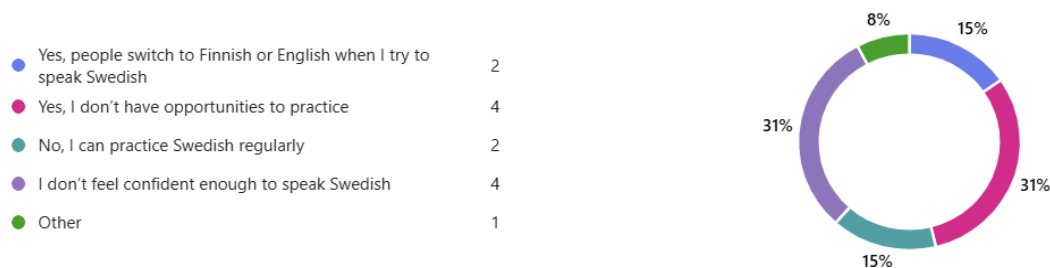 Yes, people switch to Finnish or English when I try to
speak Swedish
2
Yes, I don't have opportunities to practice
4
No, I can practice Swedish regularly
2
I don't feel confident enough to speak Swedish
4
Other
1
8%
15%
31%
31%
15%